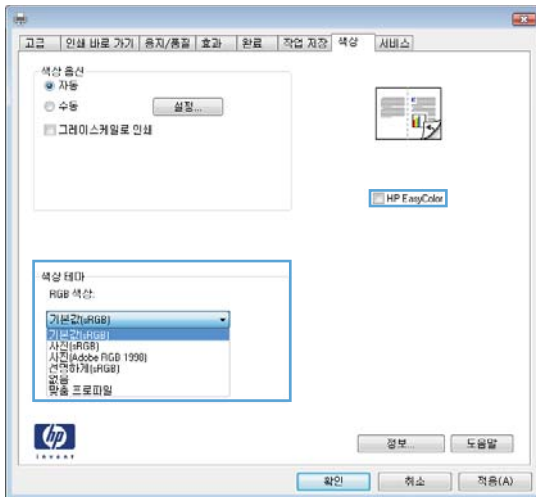 고급 인쇄 바로 가기 용지/품질 효과 완료 작업 저장 색상 서비스
색상 옵션
자동
수동 설정...
그레이스케일로 인쇄
HP EasyColor
색상 테마
RGB 색상:
기본값(sRGB)
기본값(sRGB)
사진(sRGB)
사진(Adobe RGB 1998)
선명하게(sRGB)
없음
맞춤 프로파일
hp
invent
정보... 도움말
확인 취소 적용(A)